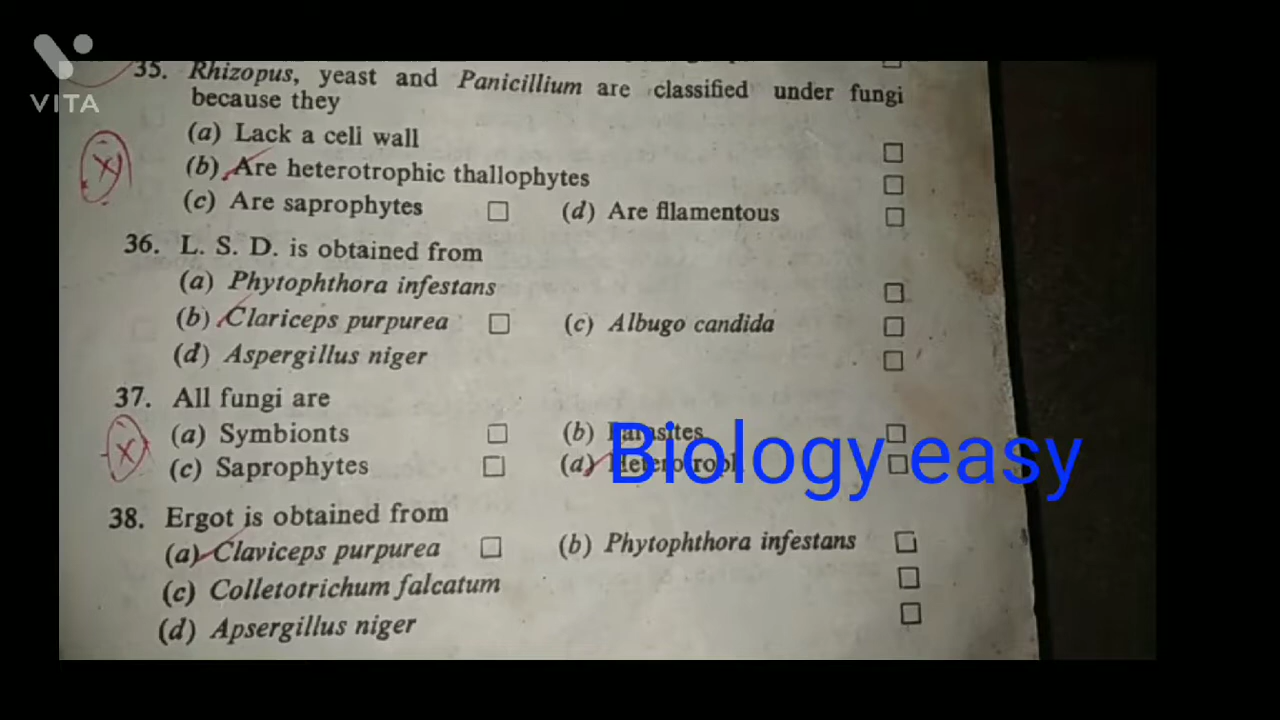 VITA
35. Rhizopus, yeast and Panicillium are classified under fungi
because they
(a) Lack a cell wall
(b) Are heterotrophic thallophytes
(c) Are saprophytes (d) Are filamentous
36. L. S. D. is obtained from
(a) Phytophthora infestans
(b) Clariceps purpurea (c) Albugo candida
(d) Aspergillus niger
37. All fungi are
(a) Symbionts (b) Parasites
(c) Saprophytes (d)
Biology easy
38. Ergot is obtained from
(a) Claviceps purpurea (b) Phytophthora infestans
(c) Colletotrichum falcatum
(d) Apsergillus niger